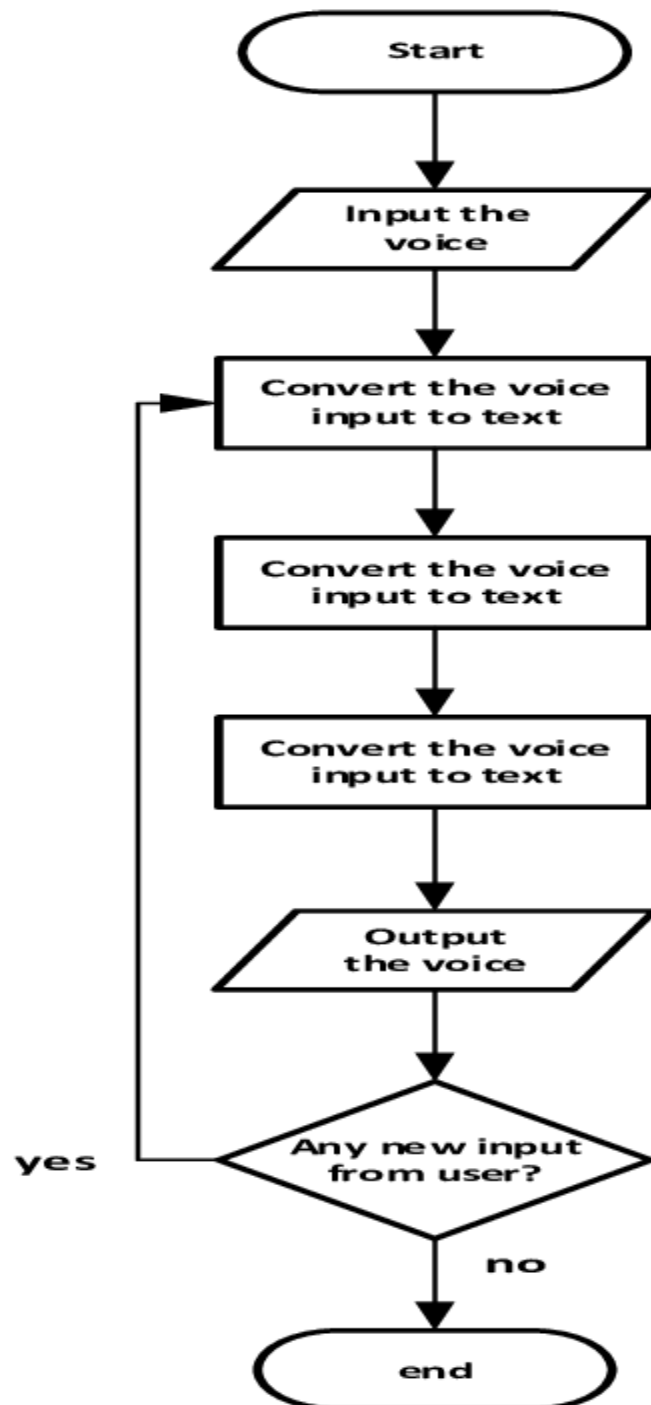 Start
Input the
voice
Convert the voice
input to text
Convert the voice
input to text
Convert the voice
input to text
Output
the voice
Any new input
from user?
yes
no
end